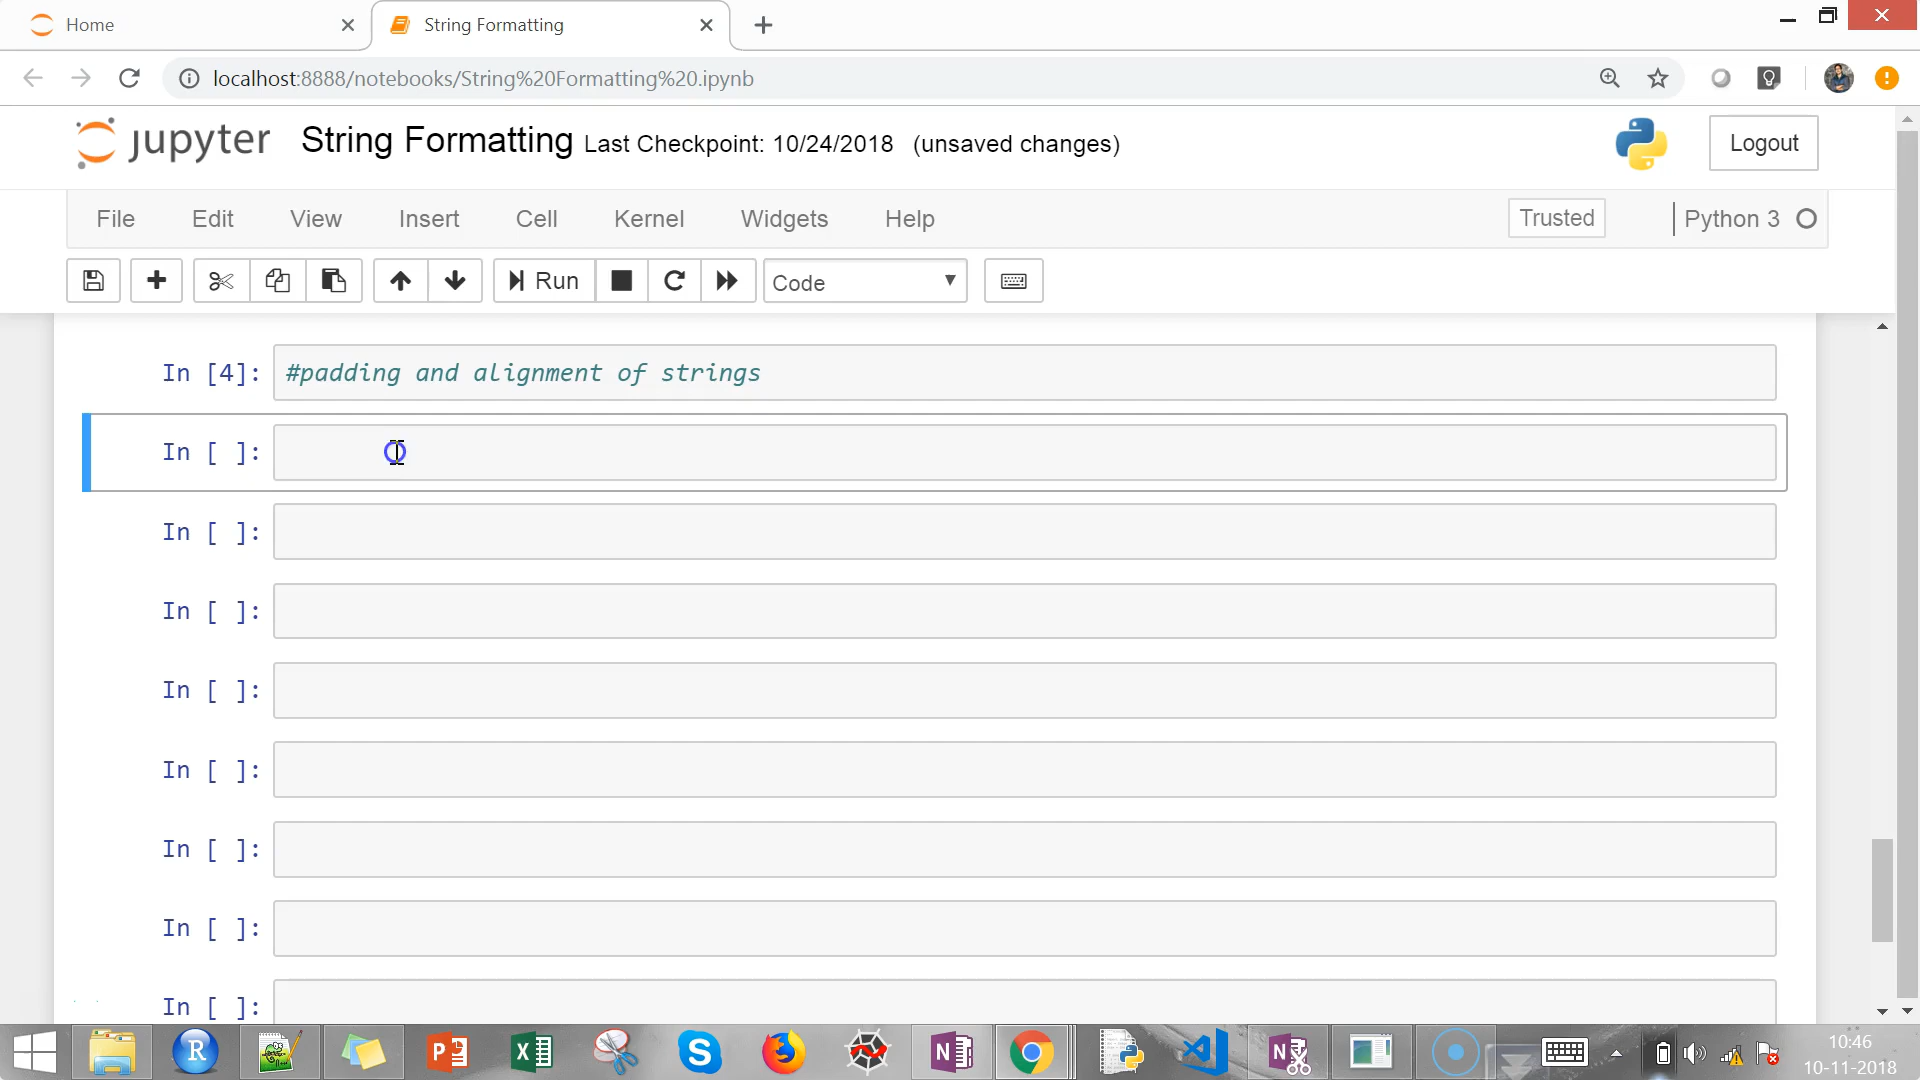 Home
String Formatting
localhost:8888/notebooks/String%20Formatting%20.ipynb
jupyter String Formatting Last Checkpoint: 10/24/2018 (unsaved changes)
Logout
File Edit View Insert Cell Kernel Widgets Help
Trusted
Python 3
Run
Code
In [4]: #padding and alignment of strings
In [ ]:
In [ ]:
In [ ]:
In [ ]:
In [ ]:
In [ ]:
In [ ]:
In [ ]:
10:46
10-11-2018